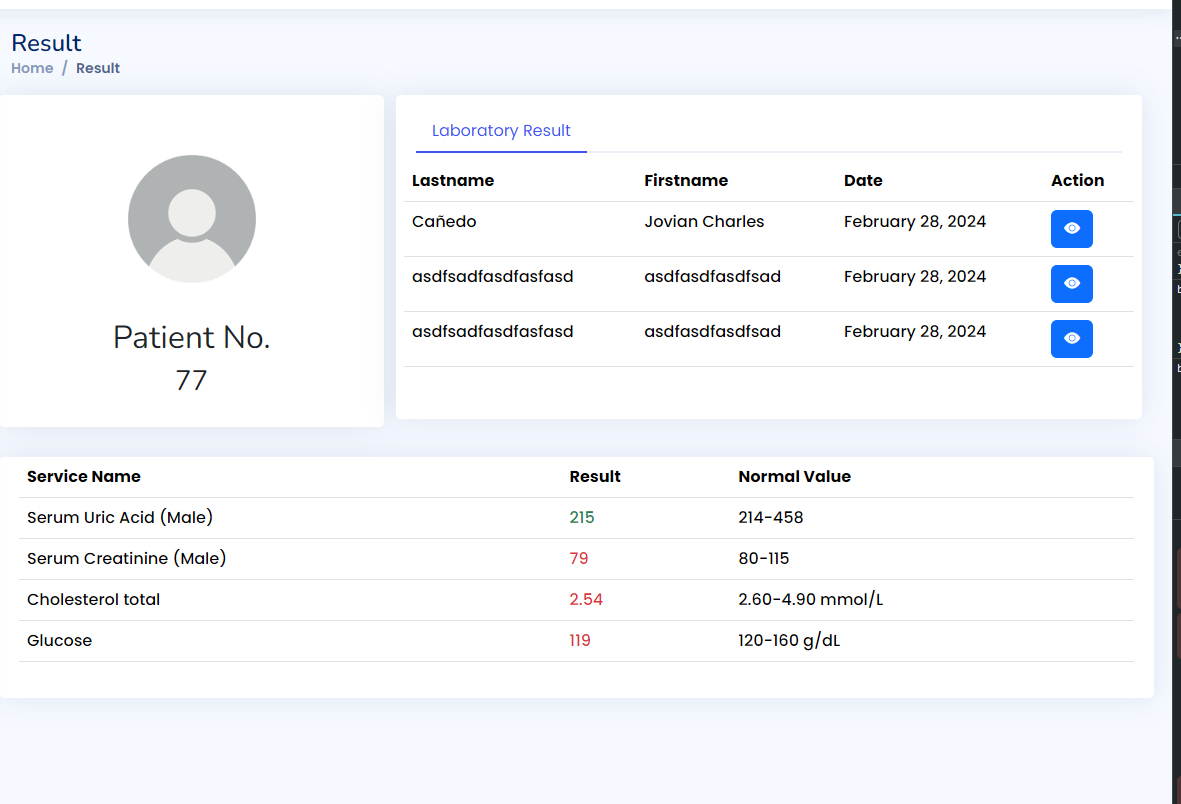 Result
Home / Result
Patient No.
77
Laboratory Result
Lastname Firstname Date Action
Cañedo Jovian Charles February 28, 2024
asdfsadfasdfasfasd asdfasdfasdfsad February 28, 2024
asdfsadfasdfasfasd asdfasdfasdfsad February 28, 2024
Service Name Result Normal Value
Serum Uric Acid (Male) 215 214-458
Serum Creatinine (Male) 79 80-115
Cholesterol total 2.54 2.60-4.90 mmol/L
Glucose 119 120-160 g/dL